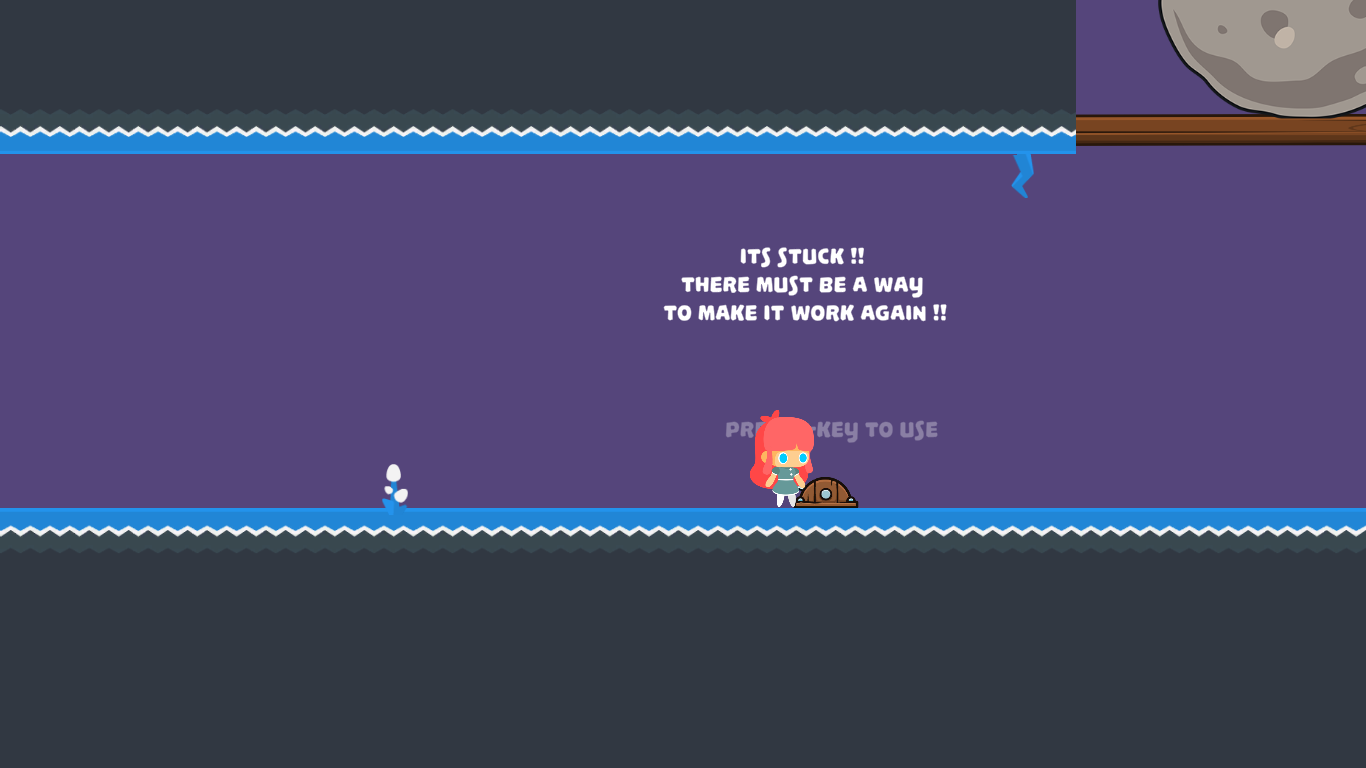 ITS STUCK !!
THERE MUST BE A WAY
TO MAKE IT WORK AGAIN !!
KEY TO USE